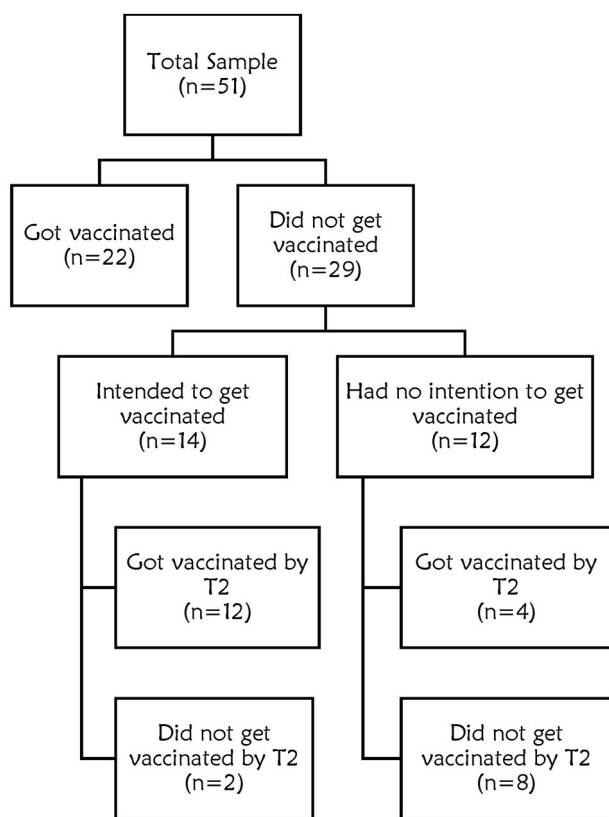 Total Sample
(n=51)
Got vaccinated
(n=22)
Did not get
vaccinated
(n=29)
Intended to get
vaccinated
(n=14)
Had no intention to get
vaccinated
(n=12)
Got vaccinated by
T2
(n=12)
Got vaccinated by
T2
(n=4)
Did not get
vaccinated by T2
(n=2)
Did not get
vaccinated by T2
(n=8)